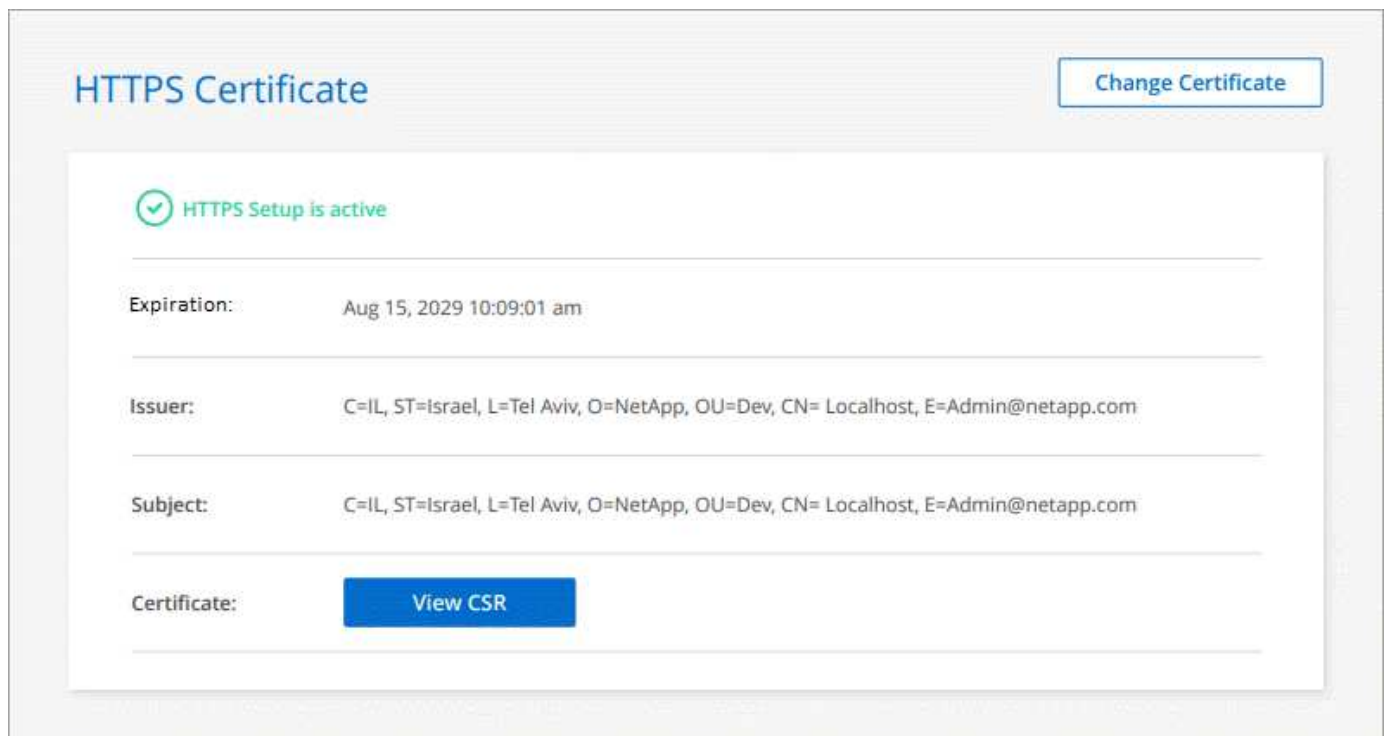 HTTPS Certificate
Change Certificate
HTTPS Setup is active
Expiration: Aug 15, 2029 10:09:01 am
Issuer: C=IL, ST=Israel, L=Tel Aviv, O=NetApp, OU=Dev, CN= Localhost, E=Admin@netapp.com
Subject: C=IL, ST=Israel, L=Tel Aviv, O=NetApp, OU=Dev, CN= Localhost, E=Admin@netapp.com
Certificate: View CSR